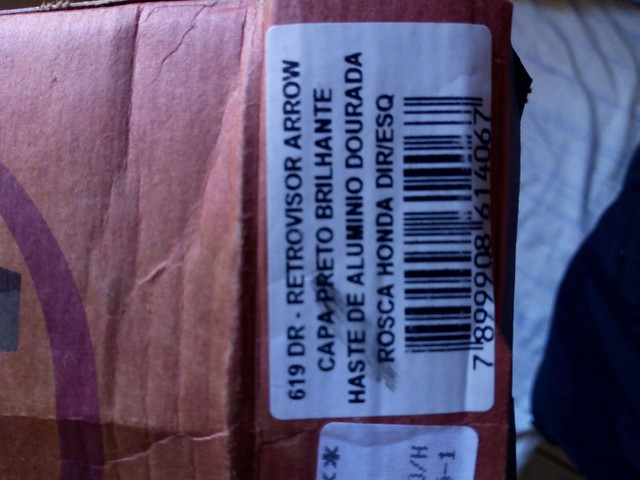 619 DR - RETROVISOR ARROW
CAPA PRETO BRILHANTE
HASTE DE ALUMINIO DOURADA
ROSCA HONDA DIR/ESQ
7 899908 614067